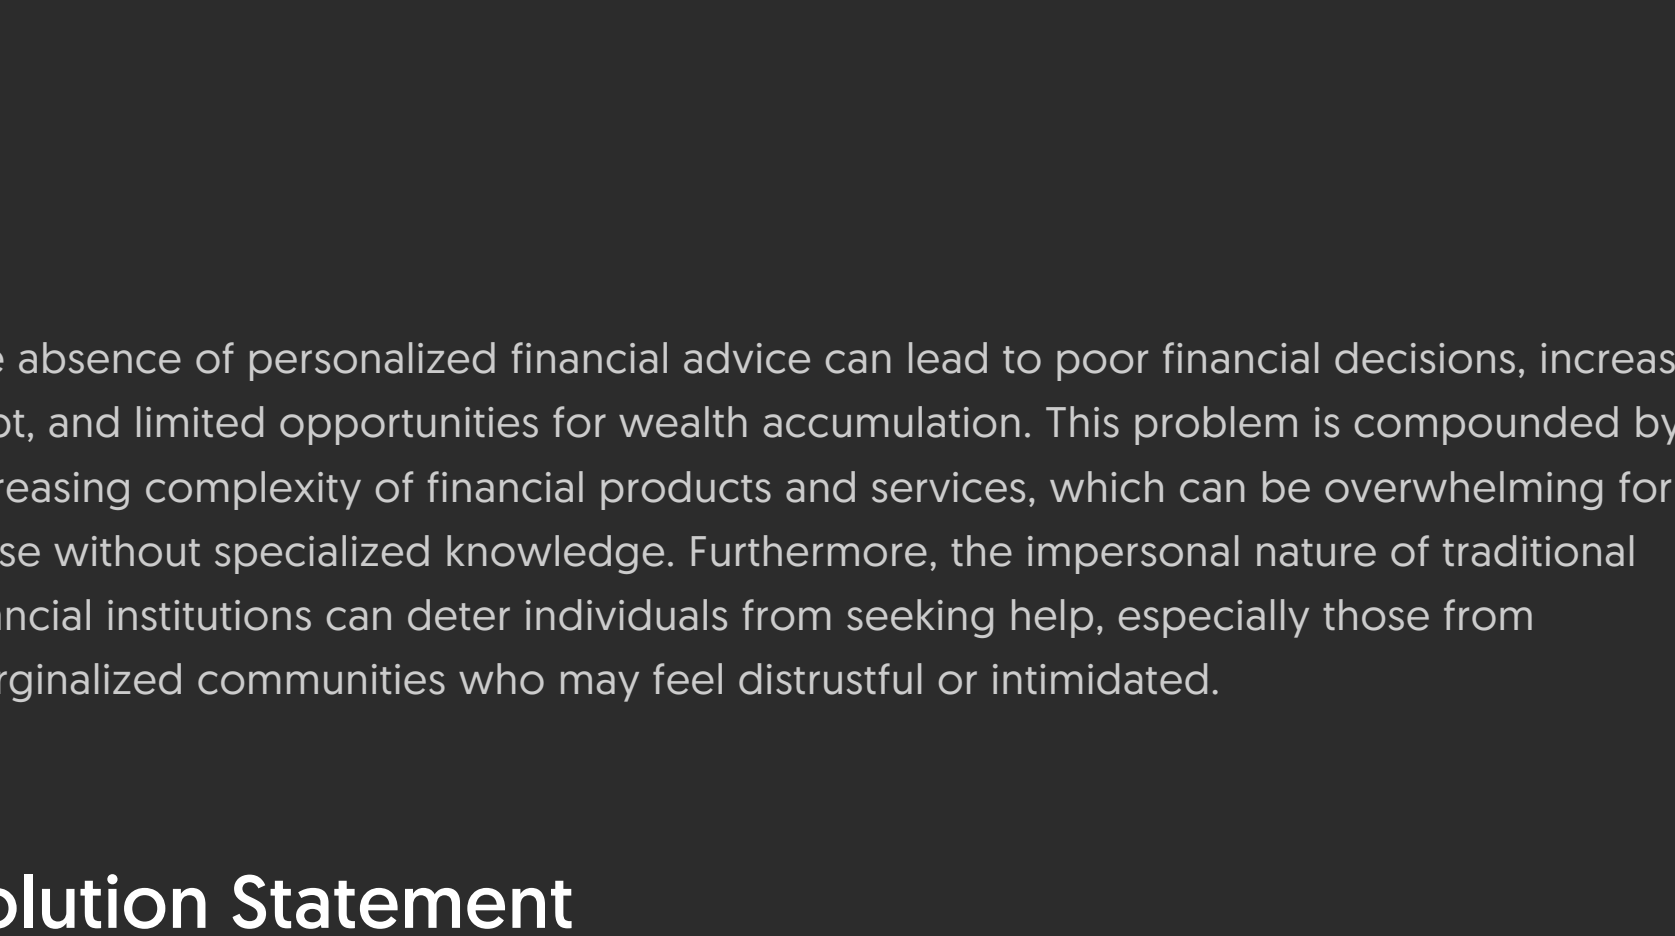 absence of personalized financial advice can lead to poor financial decisions,
and limited opportunities for wealth accumulation. This problem is compounded by
complexity of financial products and services, which can be overwhelming for
without specialized knowledge. Furthermore, the impersonal nature of traditional
institutions can deter individuals from seeking help, especially those from
communities who may feel distrustful or intimidated.
Statement